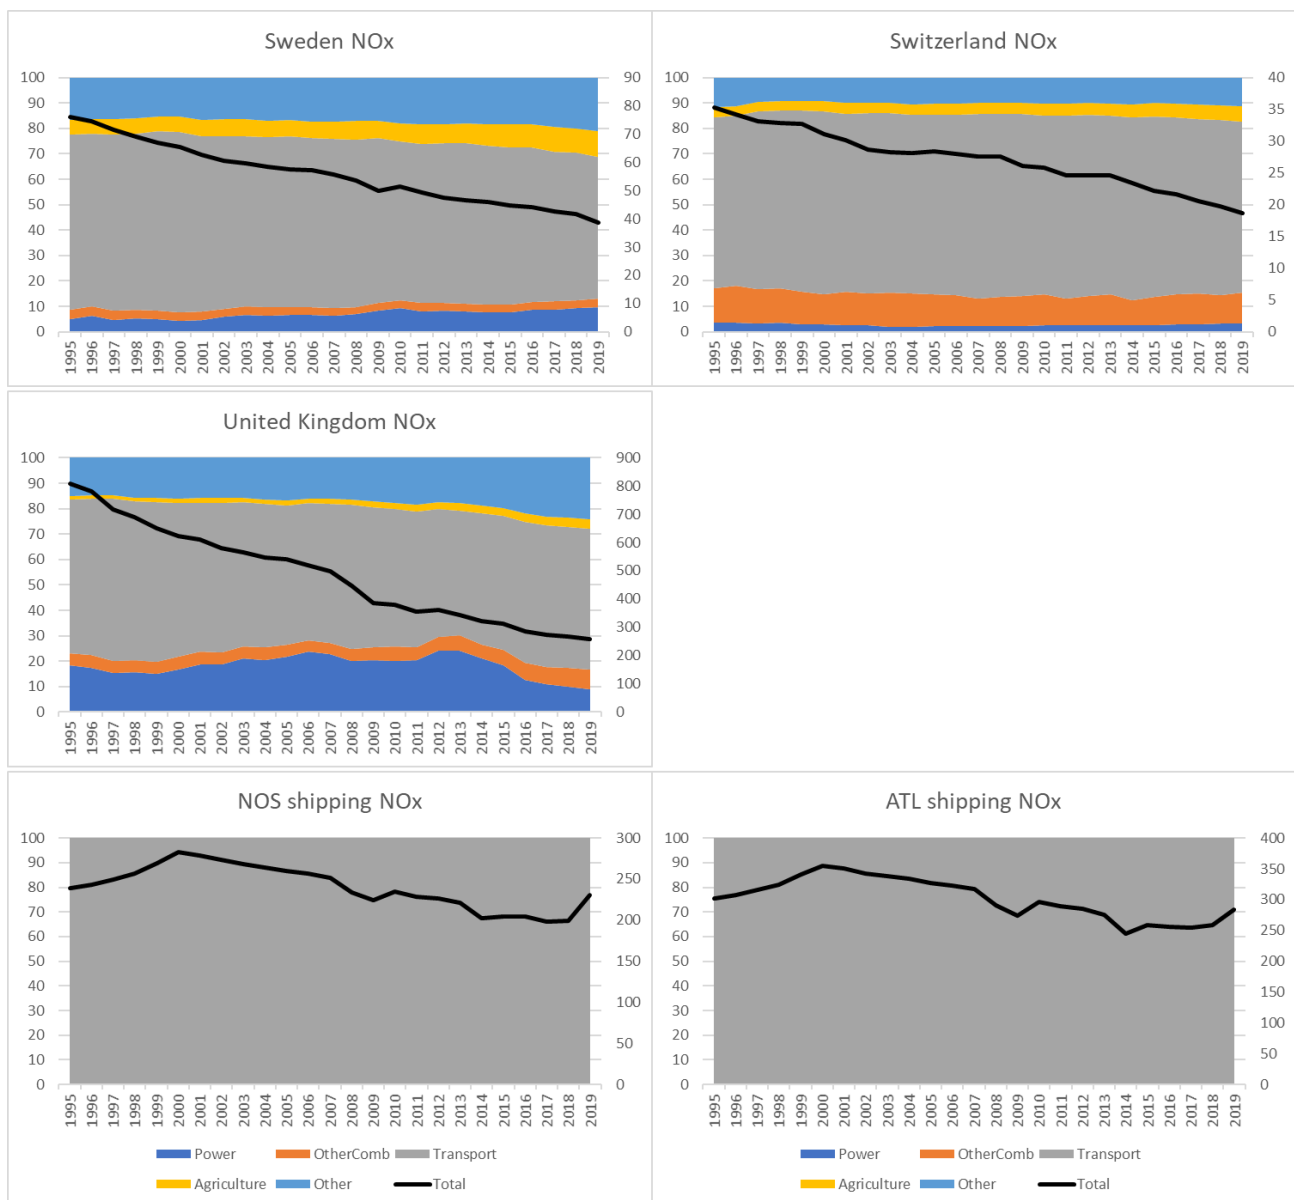 Sweden NOx
100 90 80 70 60 50 40 30 20 10 0
90 80 70 60 50 40 30 20 10 0
1995 1996 1997 1998 1999 2000 2001 2002 2003 2004 2005 2006 2007 2008 2009 2010 2011 2012 2013 2014 2015 2016 2017 2018 2019
Switzerland NOx
100 90 80 70 60 50 40 30 20 10 0
40 35 30 25 20 15 10 5 0
1995 1996 1997 1998 1999 2000 2001 2002 2003 2004 2005 2006 2007 2008 2009 2010 2011 2012 2013 2014 2015 2016 2017 2018 2019
United Kingdom NOx
100 90 80 70 60 50 40 30 20 10 0
900 800 700 600 500 400 300 200 100 0
1995 1996 1997 1998 1999 2000 2001 2002 2003 2004 2005 2006 2007 2008 2009 2010 2011 2012 2013 2014 2015 2016 2017 2018 2019
NOS shipping NOx
100 90 80 70 60 50 40 30 20 10 0
300 250 200 150 100 50 0
1995 1996 1997 1998 1999 2000 2001 2002 2003 2004 2005 2006 2007 2008 2009 2010 2011 2012 2013 2014 2015 2016 2017 2018 2019
Power OtherComb Transport
Agriculture Other Total
ATL shipping NOx
100 90 80 70 60 50 40 30 20 10 0
400 350 300 250 200 150 100 50 0
1995 1996 1997 1998 1999 2000 2001 2002 2003 2004 2005 2006 2007 2008 2009 2010 2011 2012 2013 2014 2015 2016 2017 2018 2019
Power OtherComb Transport
Agriculture Other Total